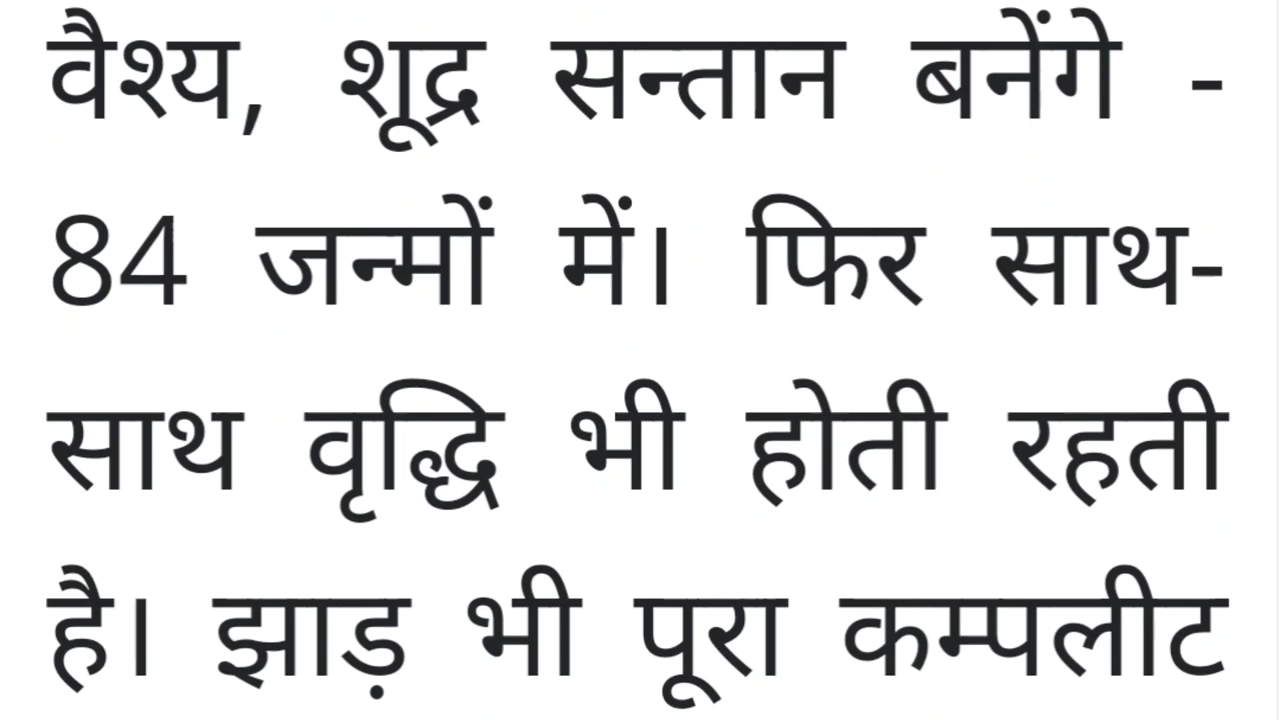 वैश्य, शूद्र सन्तान बनेंगे -
84 जन्मों में। फिर साथ-
साथ वृद्धि भी होती रहती
है। झाड़ भी पूरा कम्पलीट